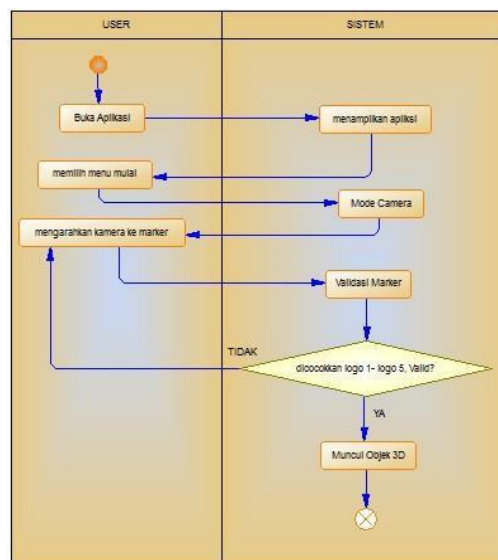 USER
SISTEM
Buka Aplikasi
menampilkan apliksi
memilih menu mulai
Mode Camera
mengarahkan kamera ke marker
Validasi Marker
TIDAK
dicocokkan logo 1- logo 5, Valid?
YA
Muncul Objek 3D